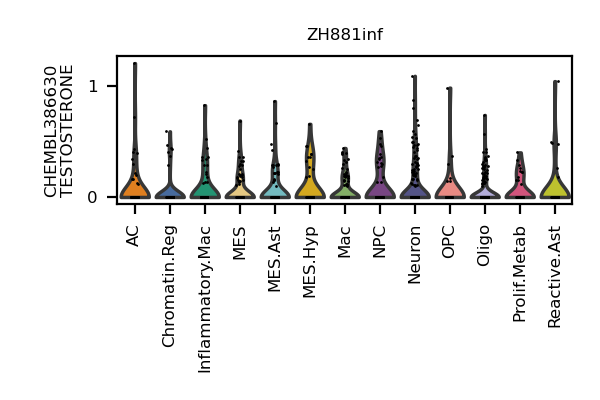 ZH881inf
CHEMBL386630
TESTOSTERONE
1
0
AC
Chromatin.Reg
Inflammatory.Mac
MES
MES.Ast
MES.Hyp
Mac
NPC
Neuron
OPC
Oligo
Prolif.Metab
Reactive.Ast